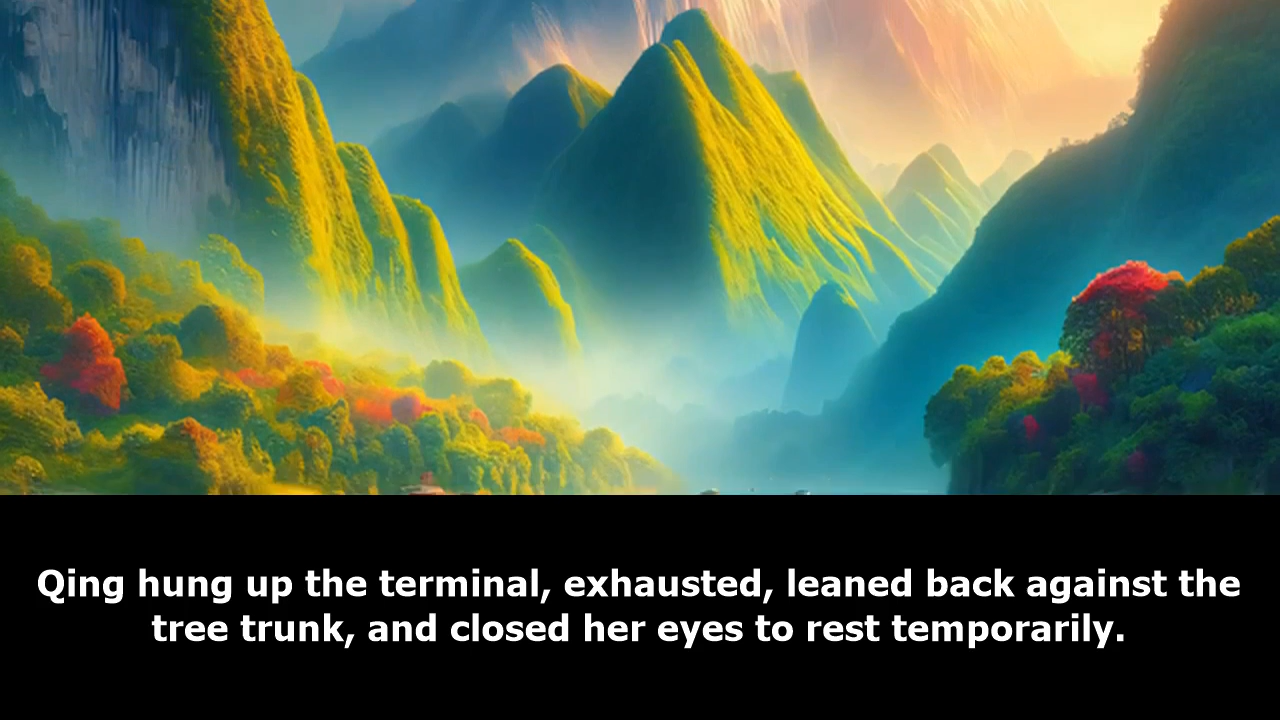 Qing hung up the terminal, exhausted, leaned back against the
tree trunk, and closed her eyes to rest temporarily.